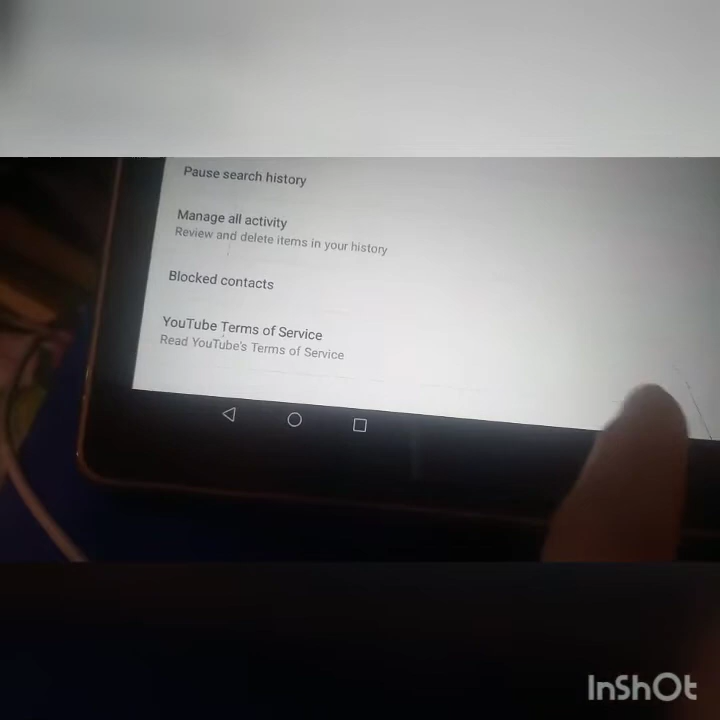 Pause search history
Manage all activity
Review and delete items in your history
Blocked contacts
YouTube Terms of Service
Read YouTube's Terms of Service
InShOt